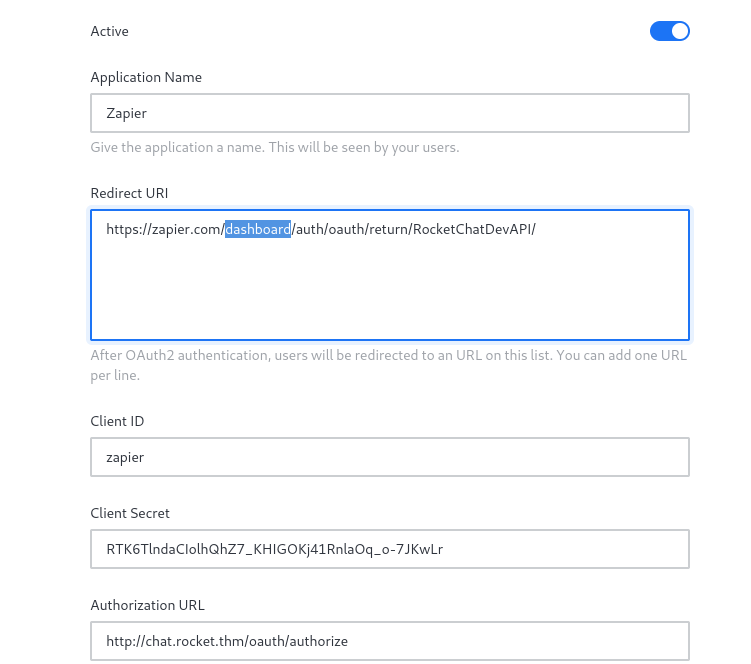 Active
Application Name
Zapier
Give the application a name. This will be seen by your users.
Redirect URI
https://zapier.com/dashboard/auth/oauth/return/RocketChatDevAPI/
After OAuth2 authentication, users will be redirected to an URL on this list. You can add one URL
per line.
Client ID
zapier
Client Secret
RTK6TlndaCIolhQhZ7_KHIGOKj41RnlaOq_o-7JKwLr
Authorization URL
http://chat.rocket.thm/oauth/authorize